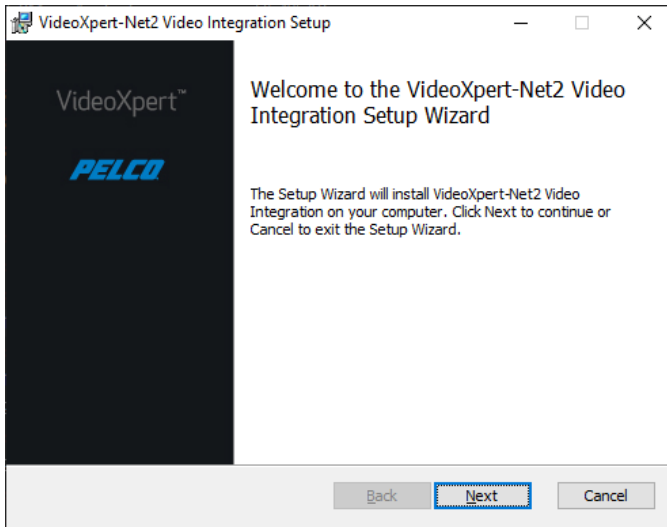 VideoXpert-Net2 Video Integration Setup
VideoXpert™
PELCO
Welcome to the VideoXpert-Net2 Video
Integration Setup Wizard
The Setup Wizard will install VideoXpert-Net2 Video
Integration on your computer. Click Next to continue or
Cancel to exit the Setup Wizard.
Back
Next
Cancel